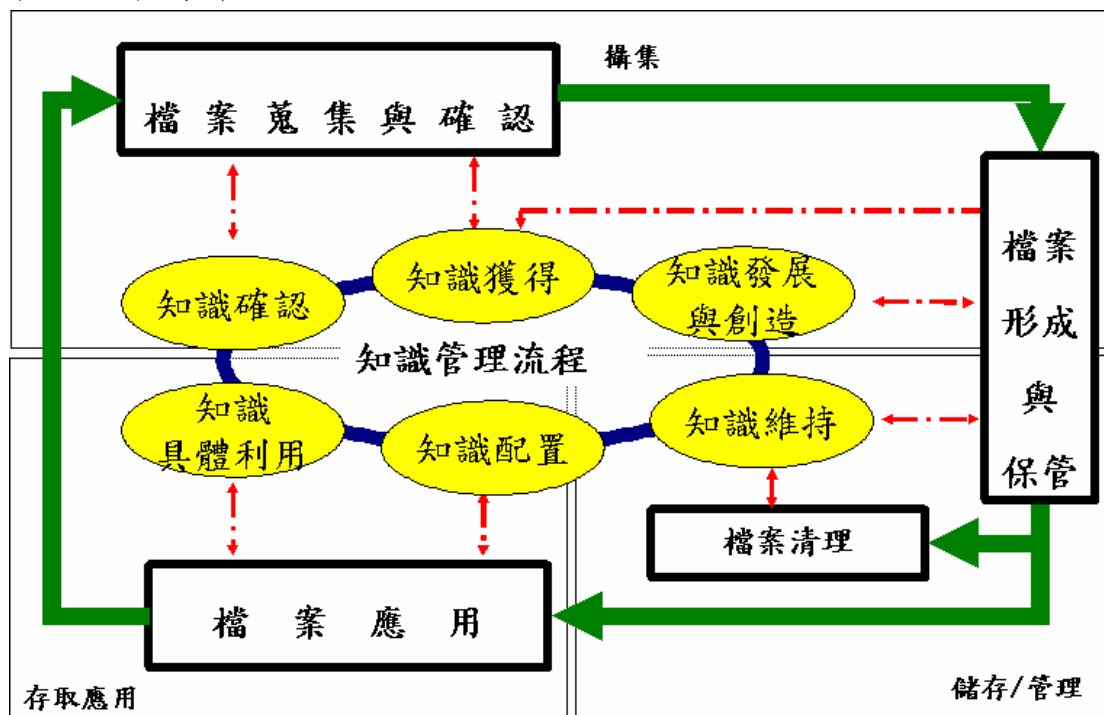 攝集
檔案蒐集與確認
檔案
形成
與
保管
知識獲得
知識發展
與創造
知識確認
知識管理流程
知識
具體利用
知識配置
知識維持
檔案清理
檔案應用
存取應用
儲存/管理